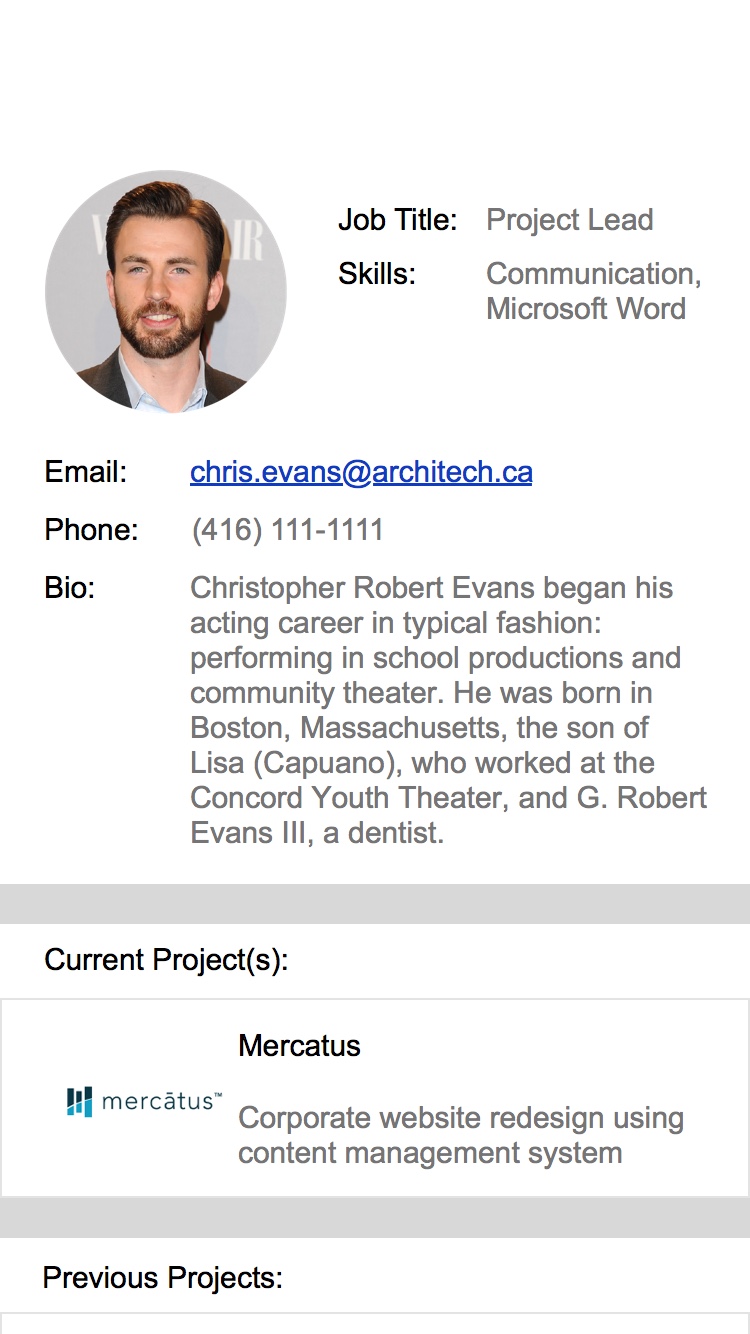 Job Title: Project Lead
Skills: Communication,
Microsoft Word
Email: chris.evans@architech.ca
Phone: (416) 111-1111
Bio: Christopher Robert Evans began his
acting career in typical fashion:
performing in school productions and
community theater. He was born in
Boston, Massachusetts, the son of
Lisa (Capuano), who worked at the
Concord Youth Theater, and G. Robert
Evans III, a dentist.
Current Project(s):
Mercatus
mercātus™
Corporate website redesign using
content management system
Previous Projects: